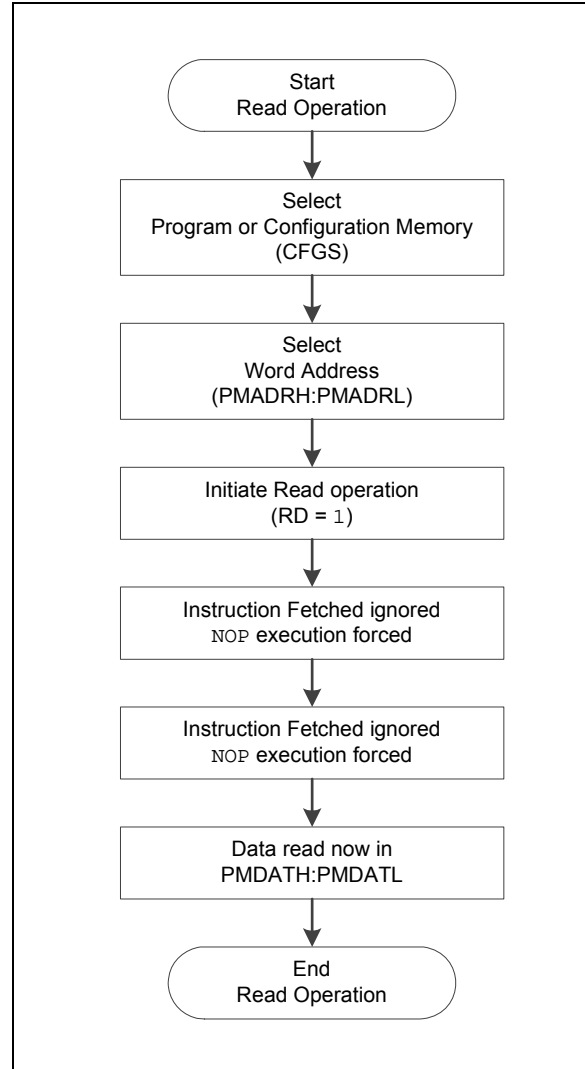 Start
Read Operation
Select
Program or Configuration Memory
(CFGS)
Select
Word Address
(PMADRH:PMADRL)
Initiate Read operation
(RD = 1)
Instruction Fetched ignored
NOP execution forced
Instruction Fetched ignored
NOP execution forced
Data read now in
PMDATH:PMDATL
End
Read Operation